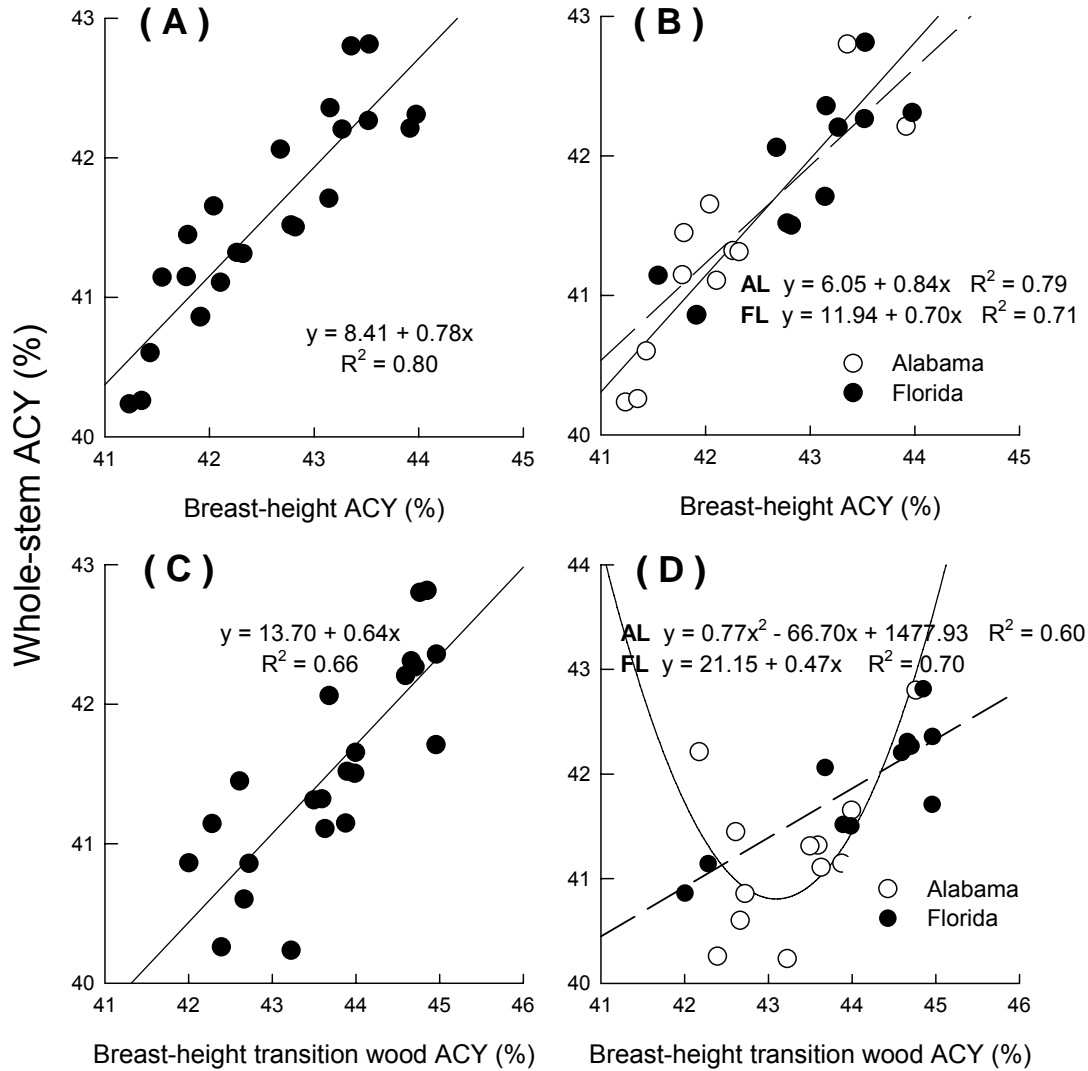 Whole-stem ACY (%)
( A )
43
42
41
40
y = 8.41 + 0.78x
R² = 0.80
41 42 43 44 45
Breast-height ACY (%)
( B )
43
42
41
40
AL y = 6.05 + 0.84x R² = 0.79
FL y = 11.94 + 0.70x R² = 0.71
Alabama
Florida
41 42 43 44 45
Breast-height ACY (%)
( C )
43
42
41
40
y = 13.70 + 0.64x
R² = 0.66
41 42 43 44 45 46
Breast-height transition wood ACY (%)
( D )
44
43
42
41
40
AL y = 0.77x² - 66.70x + 1477.93 R² = 0.60
FL y = 21.15 + 0.47x R² = 0.70
Alabama
Florida
41 42 43 44 45 46
Breast-height transition wood ACY (%)